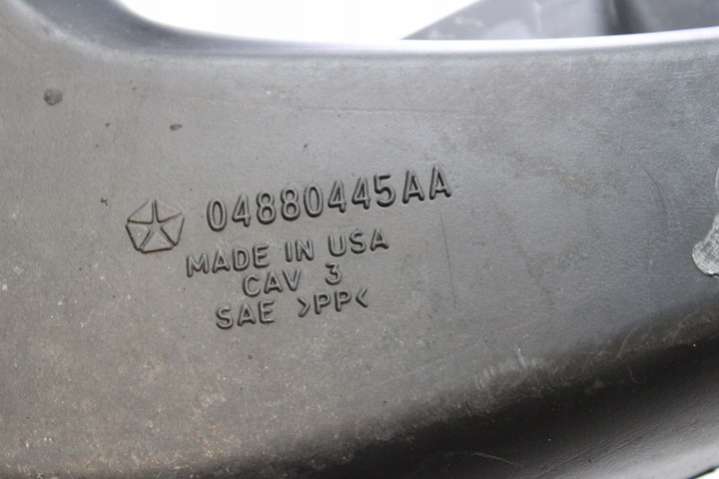 04880445AA
MADE IN USA
CAV 3
SAE >PP<